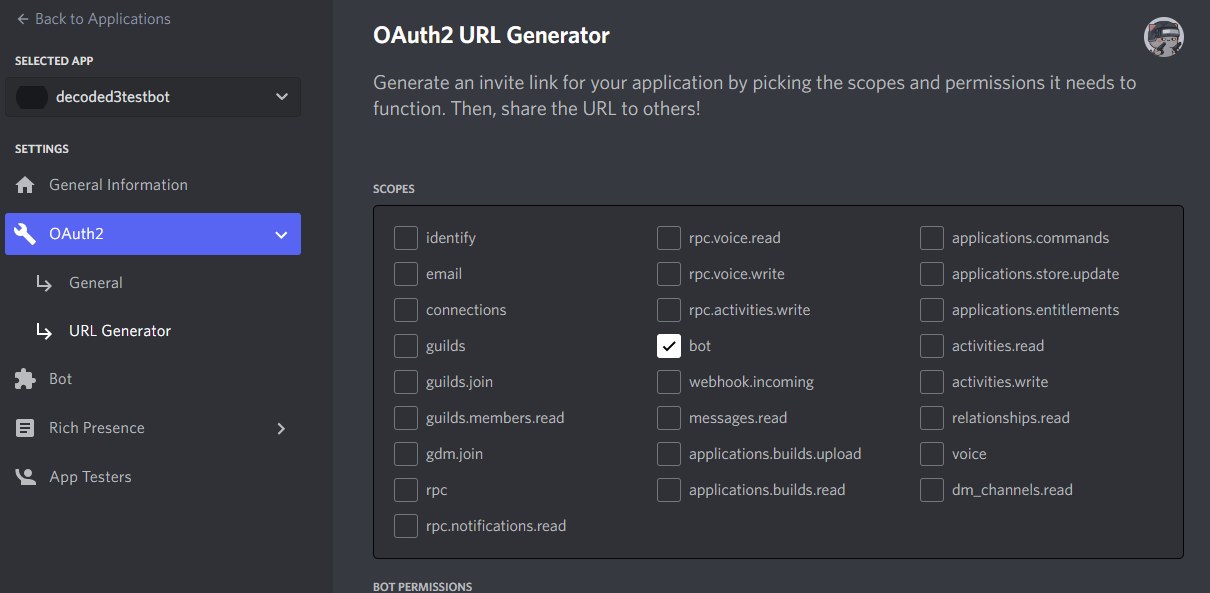 Back to Applications
SELECTED APP
decoded3testbot
SETTINGS
General Information
OAuth2
General
URL Generator
Bot
Rich Presence
App Testers
OAuth2 URL Generator
Generate an invite link for your application by picking the scopes and permissions it needs to
function. Then, share the URL to others!
SCOPES
identify
email
connections
guilds
guilds.join
guilds.members.read
gdm.join
rpc
rpc.notifications.read
rpc.voice.read
rpc.voice.write
rpc.activities.write
bot
webhook.incoming
messages.read
applications.builds.upload
applications.builds.read
applications.commands
applications.store.update
applications.entitlements
activities.read
activities.write
relationships.read
voice
dm_channels.read
BOT PERMISSIONS